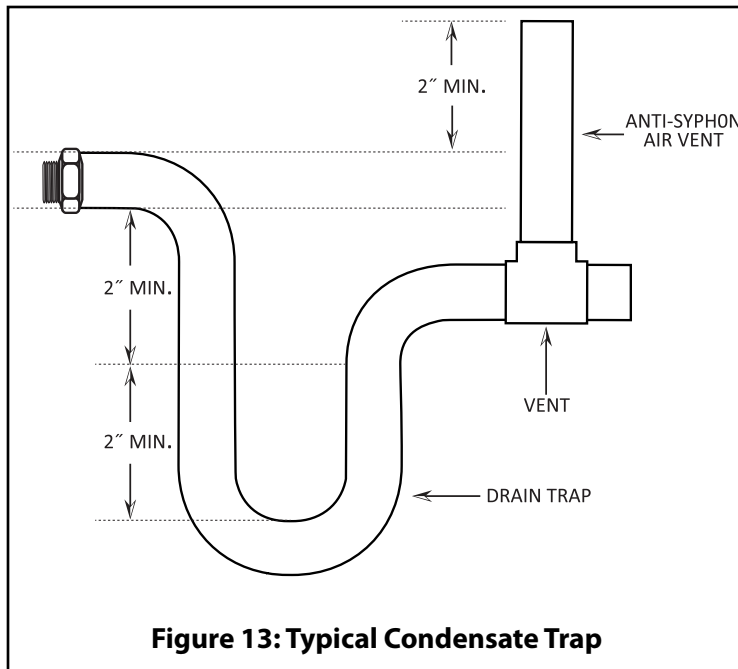 2˝ MIN.
ANTI-SYPHON
AIR VENT
2˝ MIN.
2˝ MIN.
VENT
DRAIN TRAP
Figure 13: Typical Condensate Trap